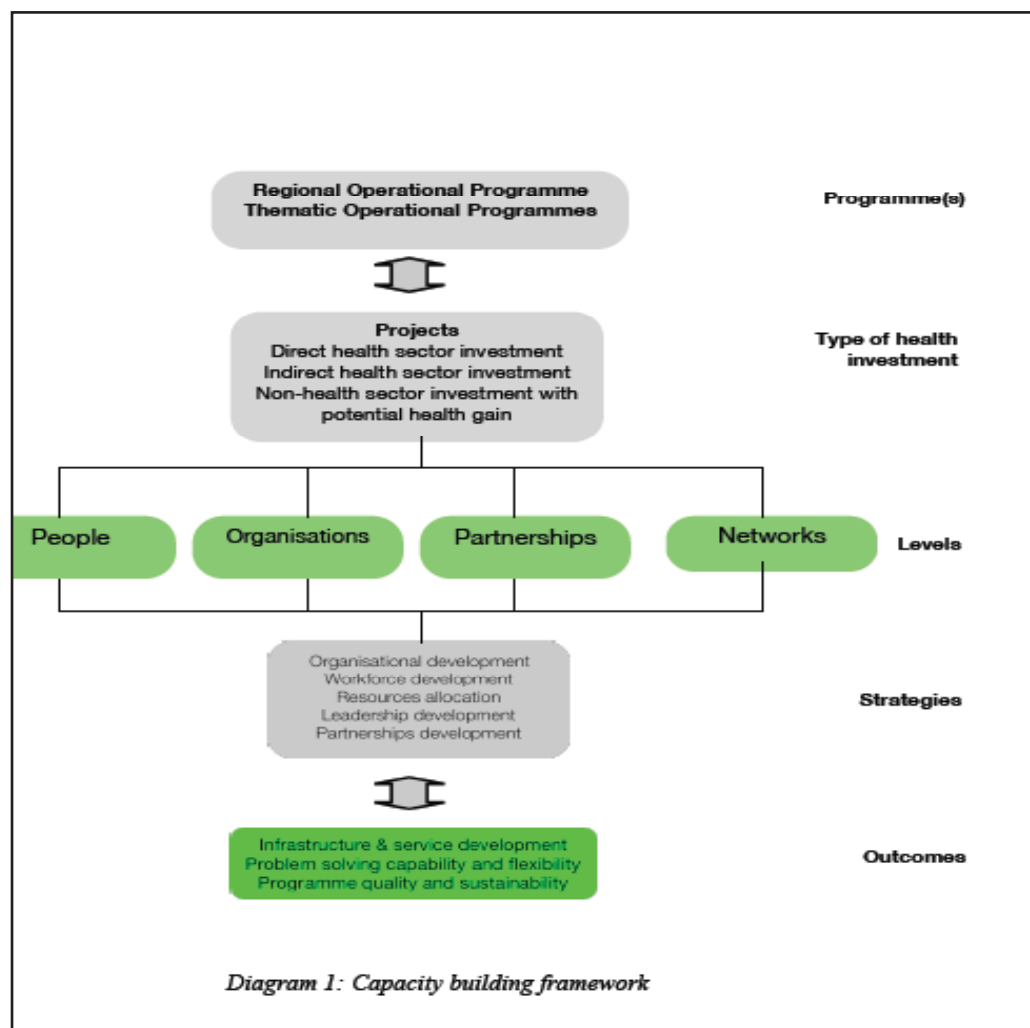 Regional Operational Programme
Thematic Operational Programmes
Programme(s)
Projects
Direct health sector investment
Indirect health sector investment
Non-health sector investment with
potential health gain
Type of health
investment
People
Organisations
Partnerships
Networks
Levels
Organisational development
Workforce development
Resources allocation
Leadership development
Partnerships development
Strategies
Infrastructure & service development
Problem solving capability and flexibility
Programme quality and sustainability
Outcomes
Diagram 1: Capacity building framework